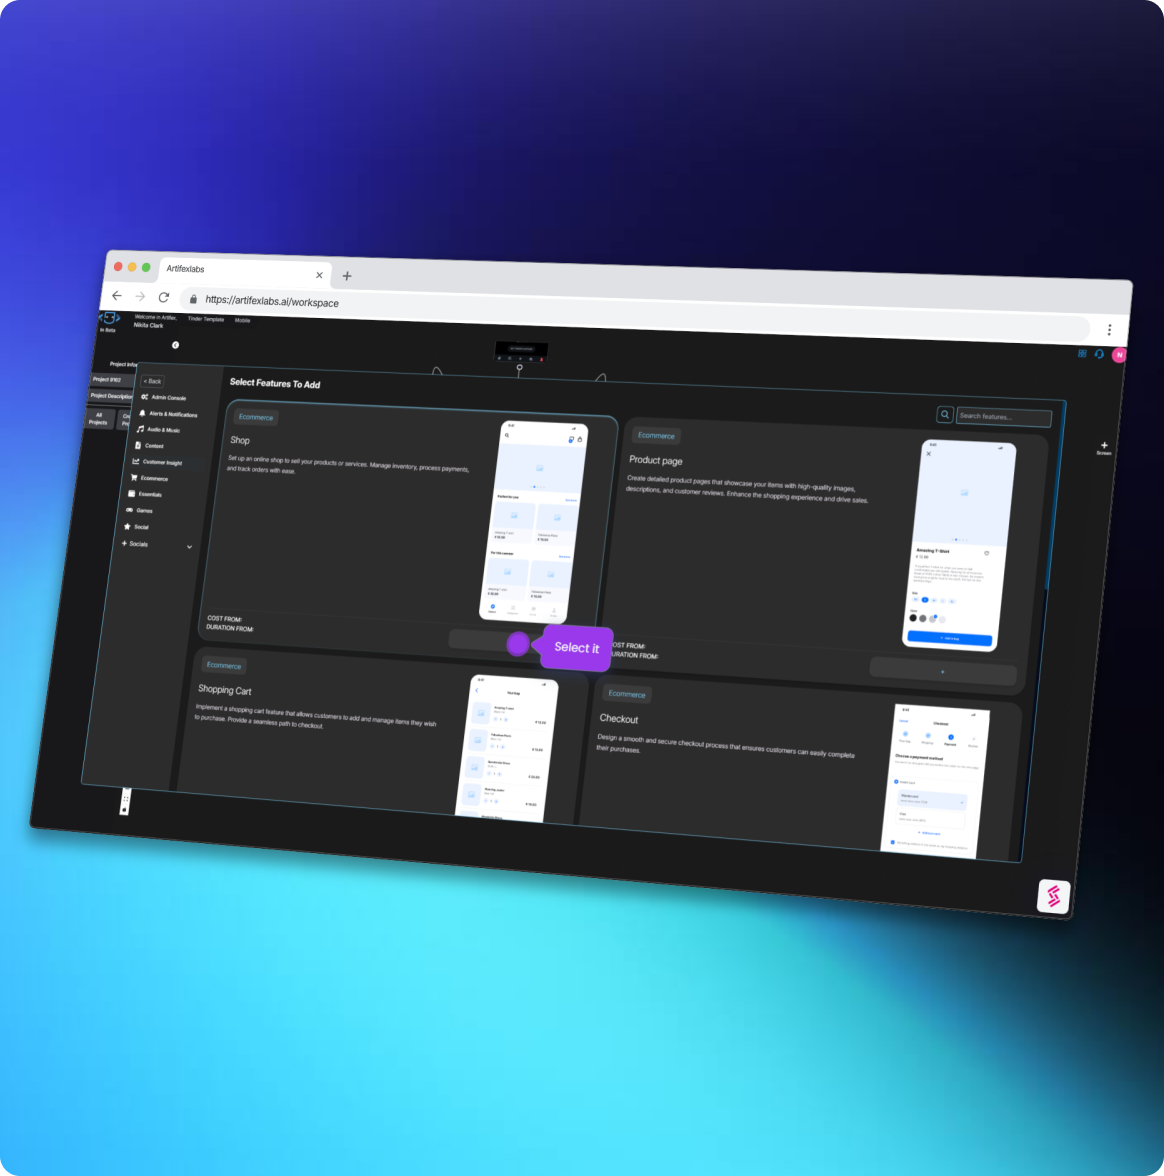 Artifexlabs
https://artifexlabs.ai/workspace
In Beta
Welcome in Artifex,
Nikita Clark
Tinder Template
Mobile
N
Project 9162
Project Description
All Projects
Screen
< Back
Select Features To Add
Search features...
Admin Console
Alerts & Notifications
Audio & Music
Content
Customer Insight
Ecommerce
Essentials
Games
Social
Socials
Ecommerce
Shop
Set up an online shop to sell your products or services. Manage inventory, process payments,
and track orders with ease.
COST FROM:
DURATION FROM:
Select it
Ecommerce
Product page
Create detailed product pages that showcase your items with high-quality images,
descriptions, and customer reviews. Enhance the shopping experience and drive sales.
Amazing T-Shirt
OST FROM:
URATION FROM:
Ecommerce
Shopping Cart
Implement a shopping cart feature that allows customers to add and manage items they wish
to purchase. Provide a seamless path to checkout.
Ecommerce
Checkout
Design a smooth and secure checkout process that ensures customers can easily complete
their purchases.
Checkout
Payment
Choose a payment method